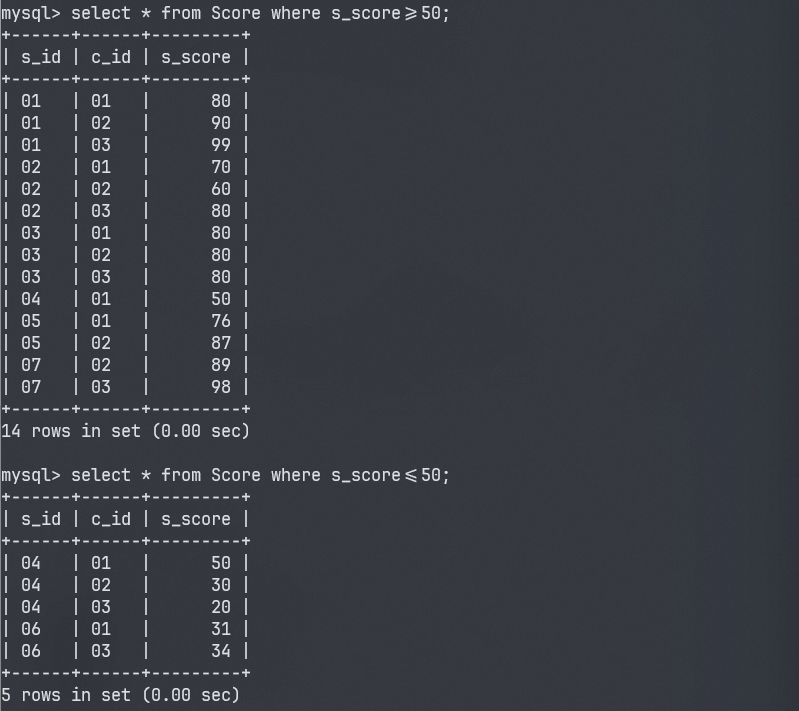 mysql> select * from Score where s_score>=50;
+------+------+---------+
| s_id | c_id | s_score |
+------+------+---------+
| 01   | 01   |      80 |
| 01   | 02   |      90 |
| 01   | 03   |      99 |
| 02   | 01   |      70 |
| 02   | 02   |      60 |
| 02   | 03   |      80 |
| 03   | 01   |      80 |
| 03   | 02   |      80 |
| 03   | 03   |      80 |
| 04   | 01   |      50 |
| 05   | 01   |      76 |
| 05   | 02   |      87 |
| 07   | 02   |      89 |
| 07   | 03   |      98 |
+------+------+---------+
14 rows in set (0.00 sec)

mysql> select * from Score where s_score<=50;
+------+------+---------+
| s_id | c_id | s_score |
+------+------+---------+
| 04   | 01   |      50 |
| 04   | 02   |      30 |
| 04   | 03   |      20 |
| 06   | 01   |      31 |
| 06   | 03   |      34 |
+------+------+---------+
5 rows in set (0.00 sec)